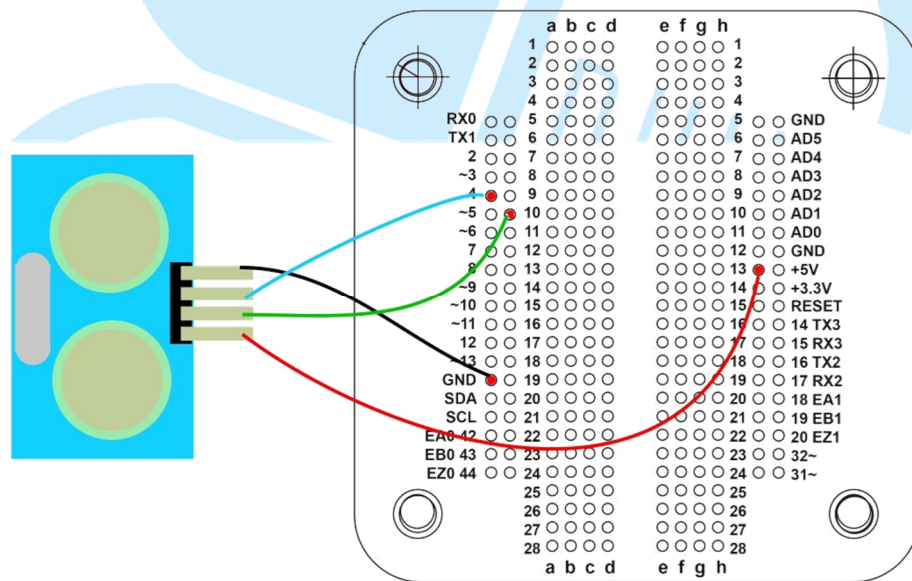 a b c d e f g h
1 1
2 2
3 3
4 4
RX0 5 5 GND
TX1 6 6 AD5
2 7 7 AD4
~3 8 8 AD3
4 9 9 AD2
~5 10 10 AD1
~6 11 11 AD0
7 12 12 GND
8 13 13 +5V
~9 14 14 +3.3V
~10 15 15 RESET
~11 16 16 14 TX3
12 17 17 15 RX3
~13 18 18 16 TX2
GND 19 19 17 RX2
SDA 20 20 18 EA1
SCL 21 21 19 EB1
EA0 42 22 22 20 EZ1
EB0 43 23 23 32~
EZ0 44 24 24 31~
25 25
26 26
27 27
28 28
a b c d e f g h